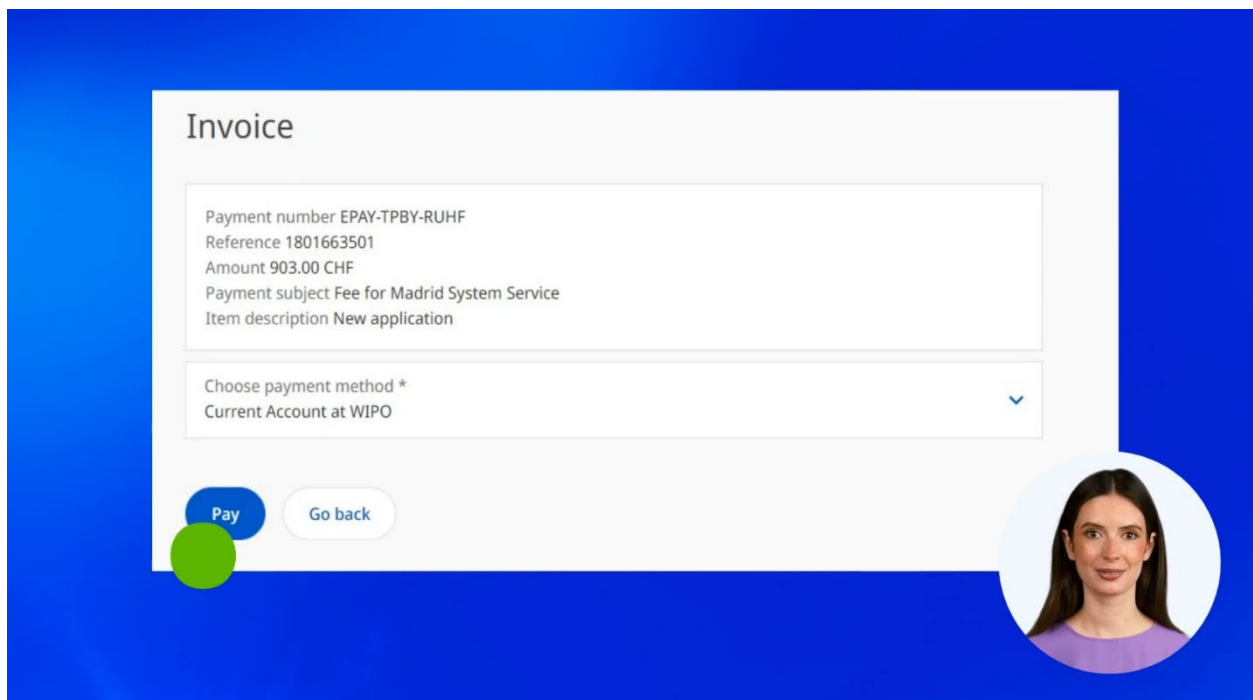 Invoice
Payment number EPAY-TPBY-RUHF
Reference 1801663501
Amount 903.00 CHF
Payment subject Fee for Madrid System Service
Item description New application
Choose payment method *
Current Account at WIPO
Pay
Go back